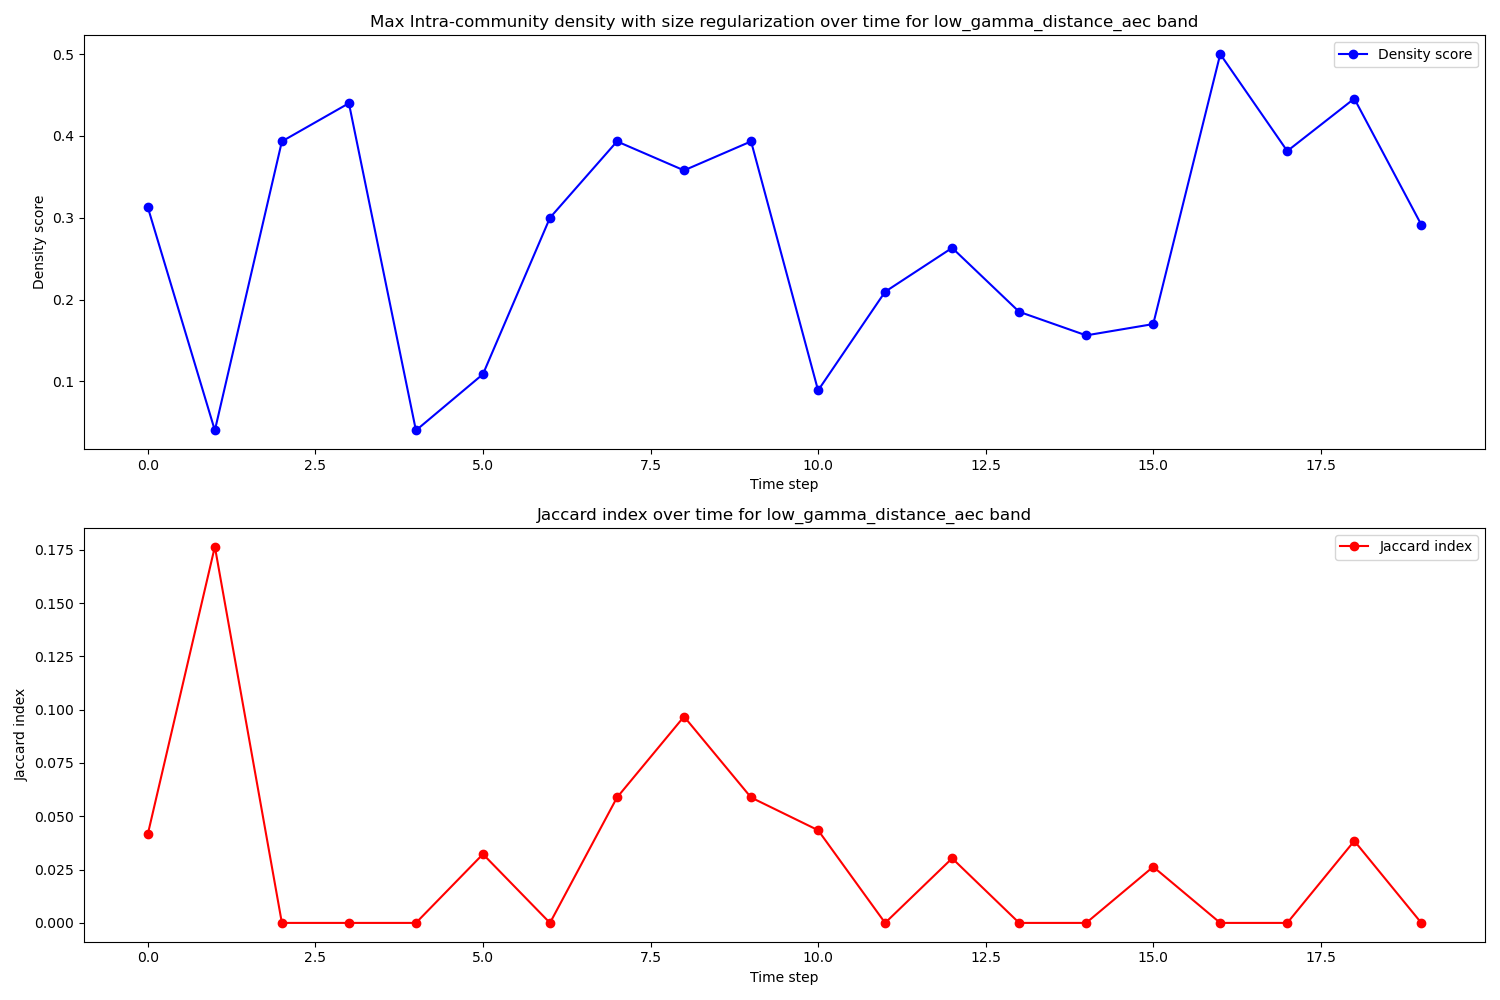 Max Intra-community density with size regularization over time for low_gamma_distance_aec band
Density score
0.5
0.4
0.3
0.2
0.1
Density score
0.0 2.5 5.0 7.5 10.0 12.5 15.0 17.5
Time step
Jaccard index over time for low_gamma_distance_aec band
Jaccard index
0.175
0.150
0.125
0.100
0.075
0.050
0.025
0.000
Jaccard index
0.0 2.5 5.0 7.5 10.0 12.5 15.0 17.5
Time step